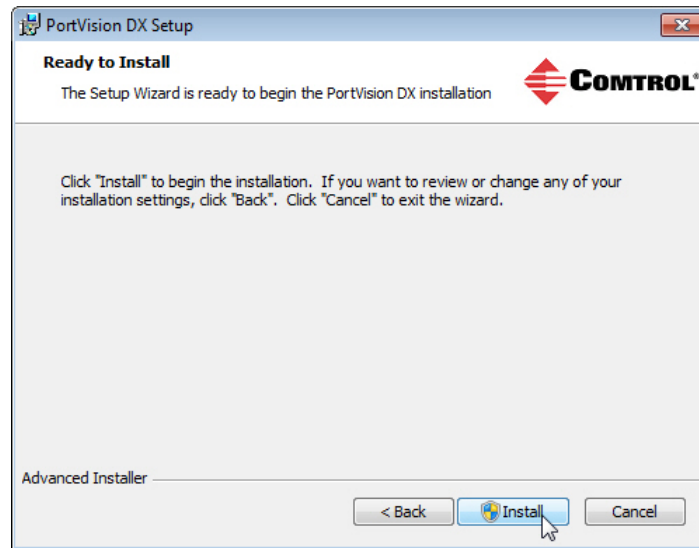 PortVision DX Setup
Ready to Install
The Setup Wizard is ready to begin the PortVision DX installation
COMTROL®
Click "Install" to begin the installation. If you want to review or change any of your
installation settings, click "Back". Click "Cancel" to exit the wizard.
Advanced Installer
< Back
Install
Cancel